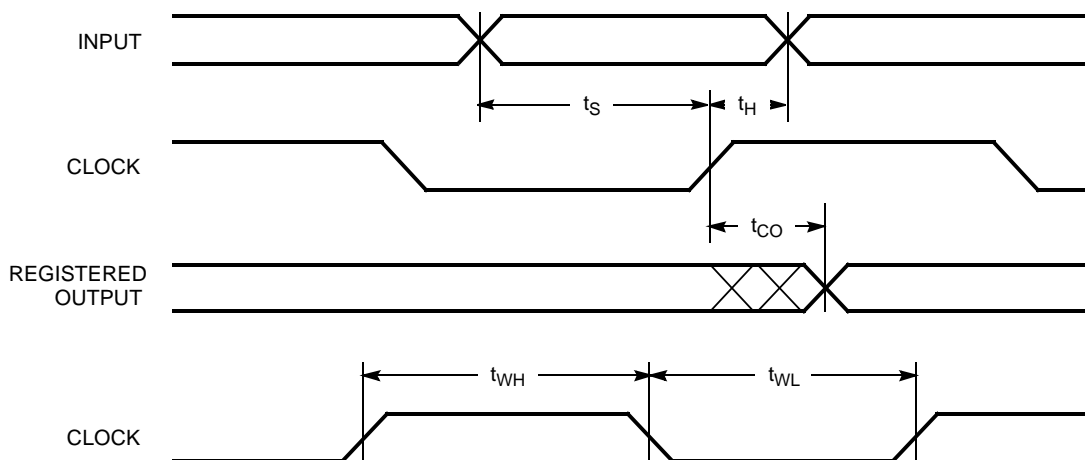 INPUT
tS
tH
CLOCK
tCO
REGISTERED
OUTPUT
tWH
tWL
CLOCK